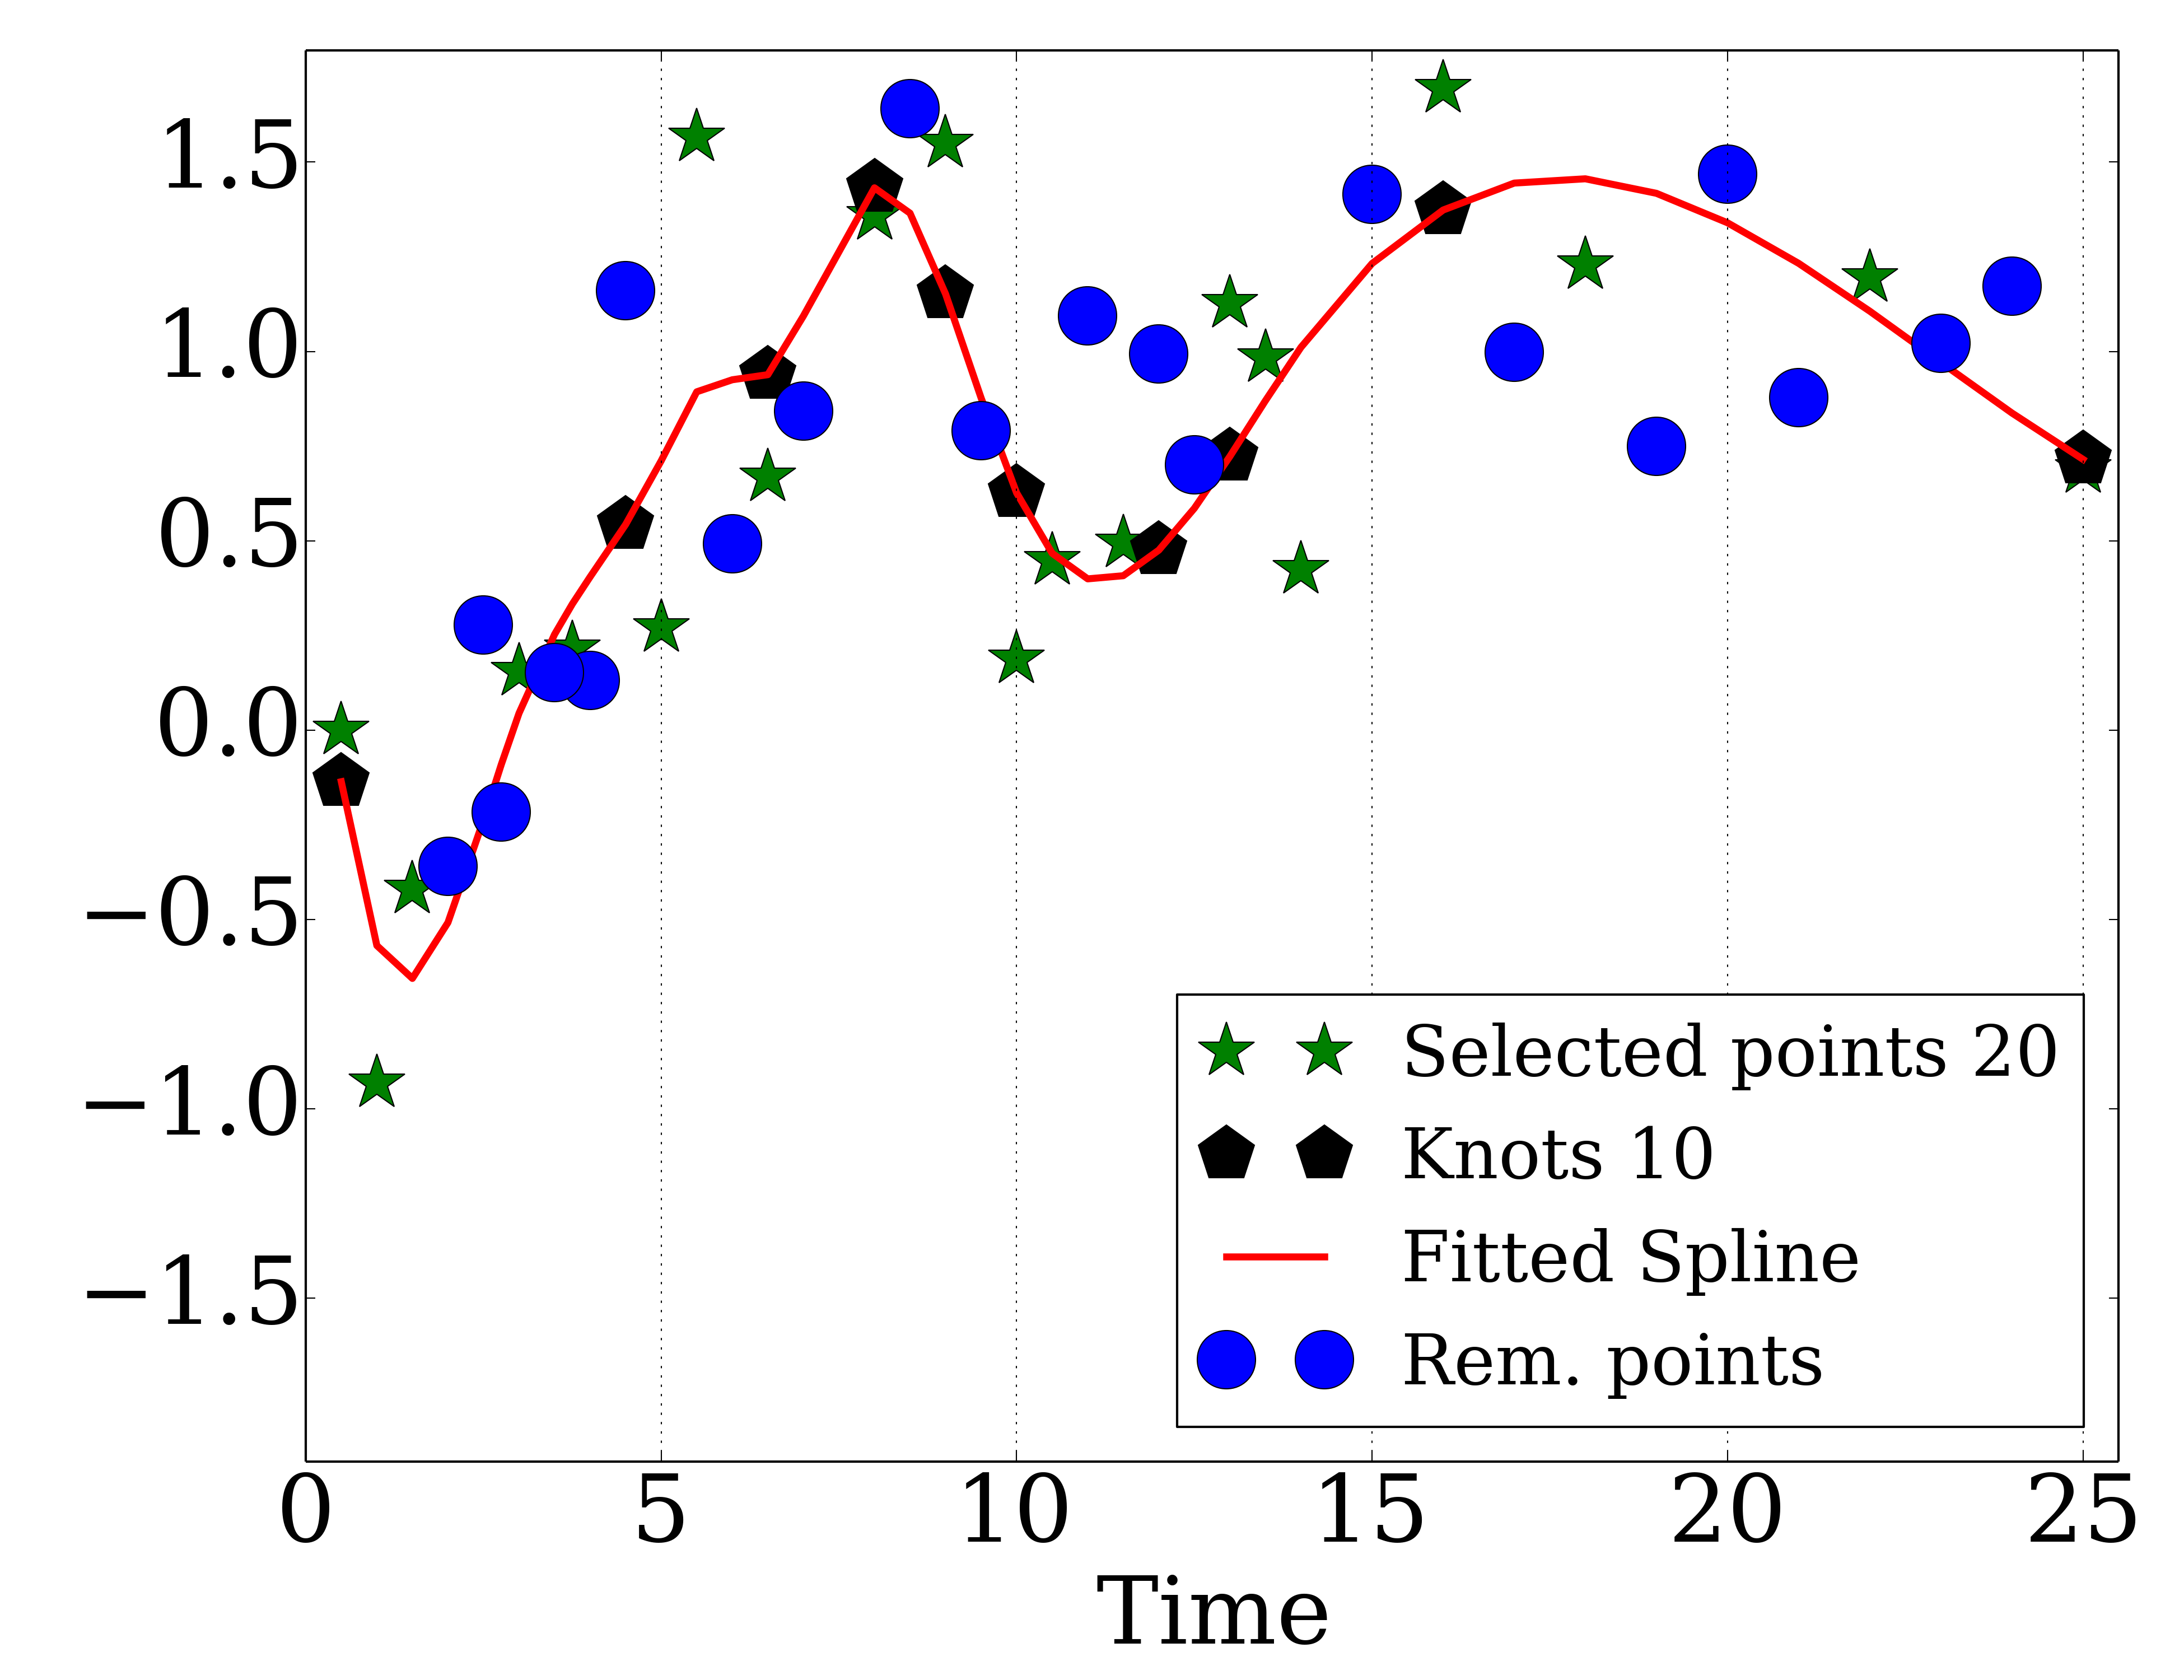 1.5
1.0
0.5
0.0
−0.5
−1.0
−1.5
Selected points 20
Knots 10
Fitted Spline
Rem. points
0 5 10 15 20 25
Time